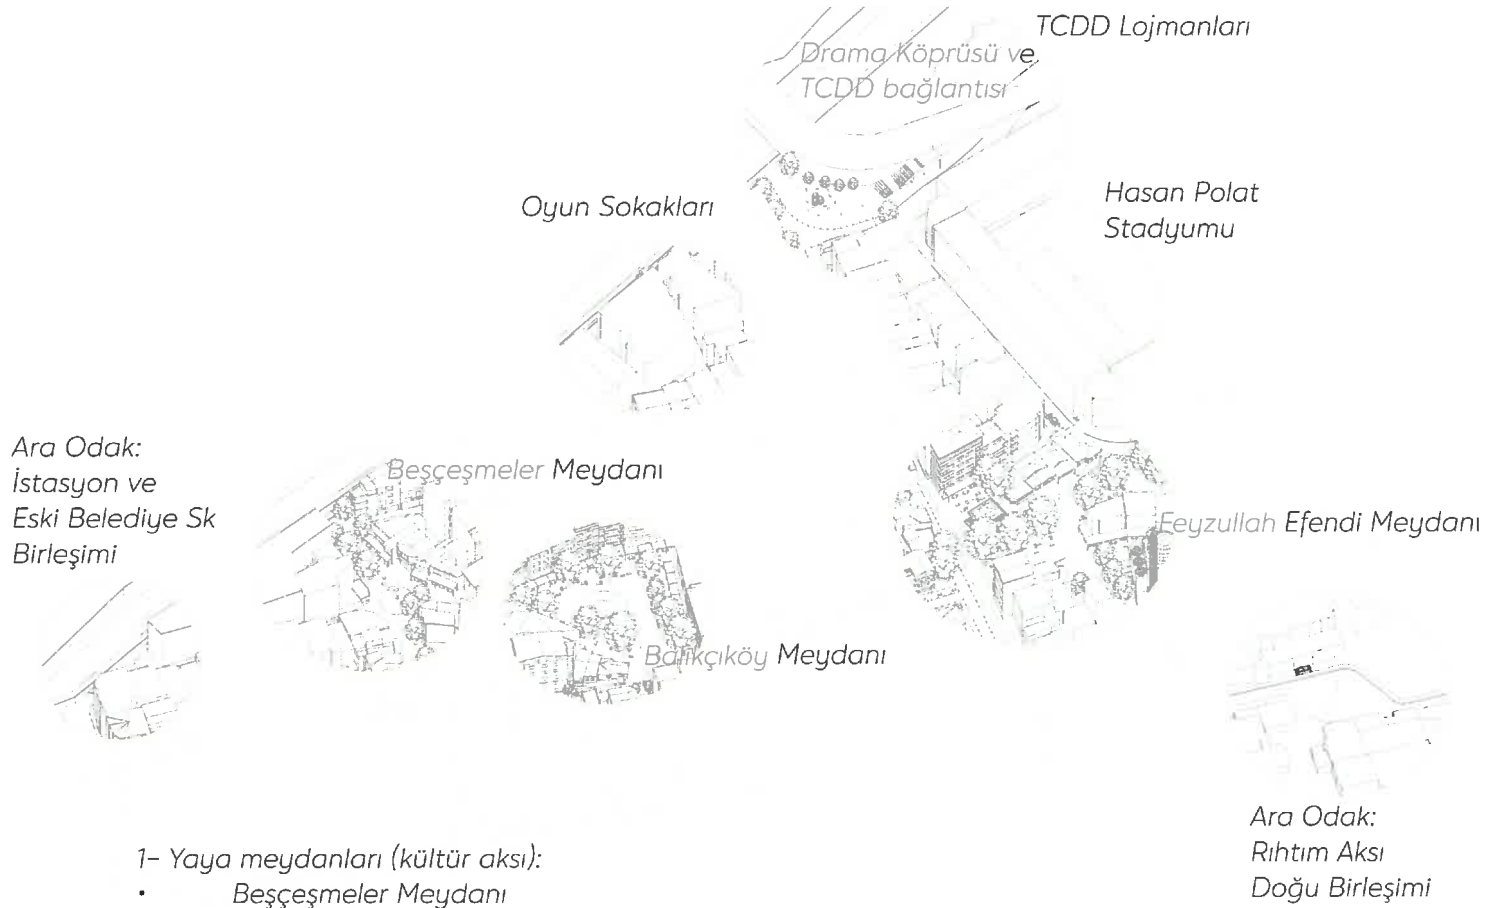 TCDD Lojmanları
Drama Köprüsü ve
TCDD bağlantısı
Hasan Polat
Stadyumu
Oyun Sokakları
Ara Odak:
İstasyon ve
Eski Belediye Sk
Birleşimi
Beşçeşmeler Meydanı
Feyzullah Efendi Meydanı
Balıkçıköy Meydanı
Ara Odak:
Rıhtım Aksı
Doğu Birleşimi
1- Yaya meydanları (kültür aksı):
• Beşçeşmeler Meydanı